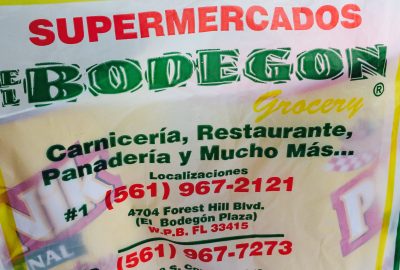 SUPERMERCADOS
El BODEGON®
Grocery
Carnicería, Restaurante,
Panadería y Mucho Más...
Localizaciones
(561) 967-2121
#1 4704 Forest Hill Blvd.
(El Bodegón Plaza)
W.P.B. FL 33415
(561) 967-7273